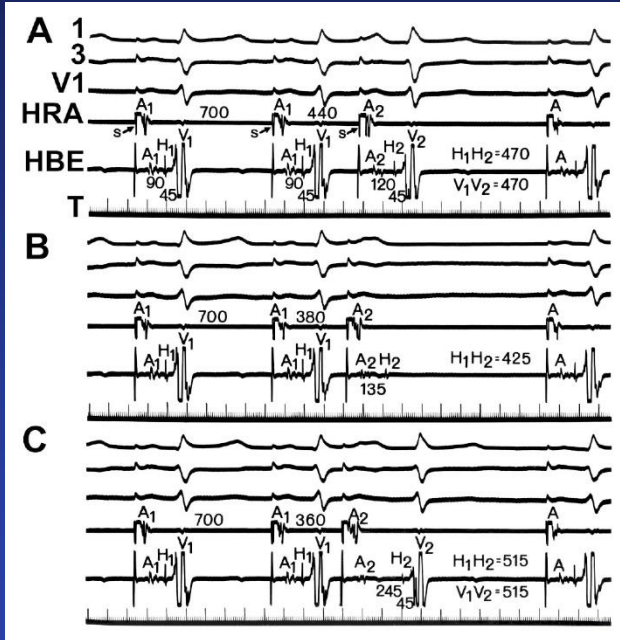 A
1
3
V1
HRA
HBE
T
A1 700 A1 440 A2 A
S S S
V1 V1 V2
A1 H1 A1 H1 A2 H2 H1H2=470 A
90 45 90 45 120 V1V2=470
B
A1 700 A1 380 A2 A
V1 V1
A1 H1 A1 H1 A2 H2 H1H2=425 A
135
C
A1 700 A1 360 A2 A
V1 V1 V2
A1 H1 A1 H1 A2 H2 H1H2=515 A
245 45 V1V2=515